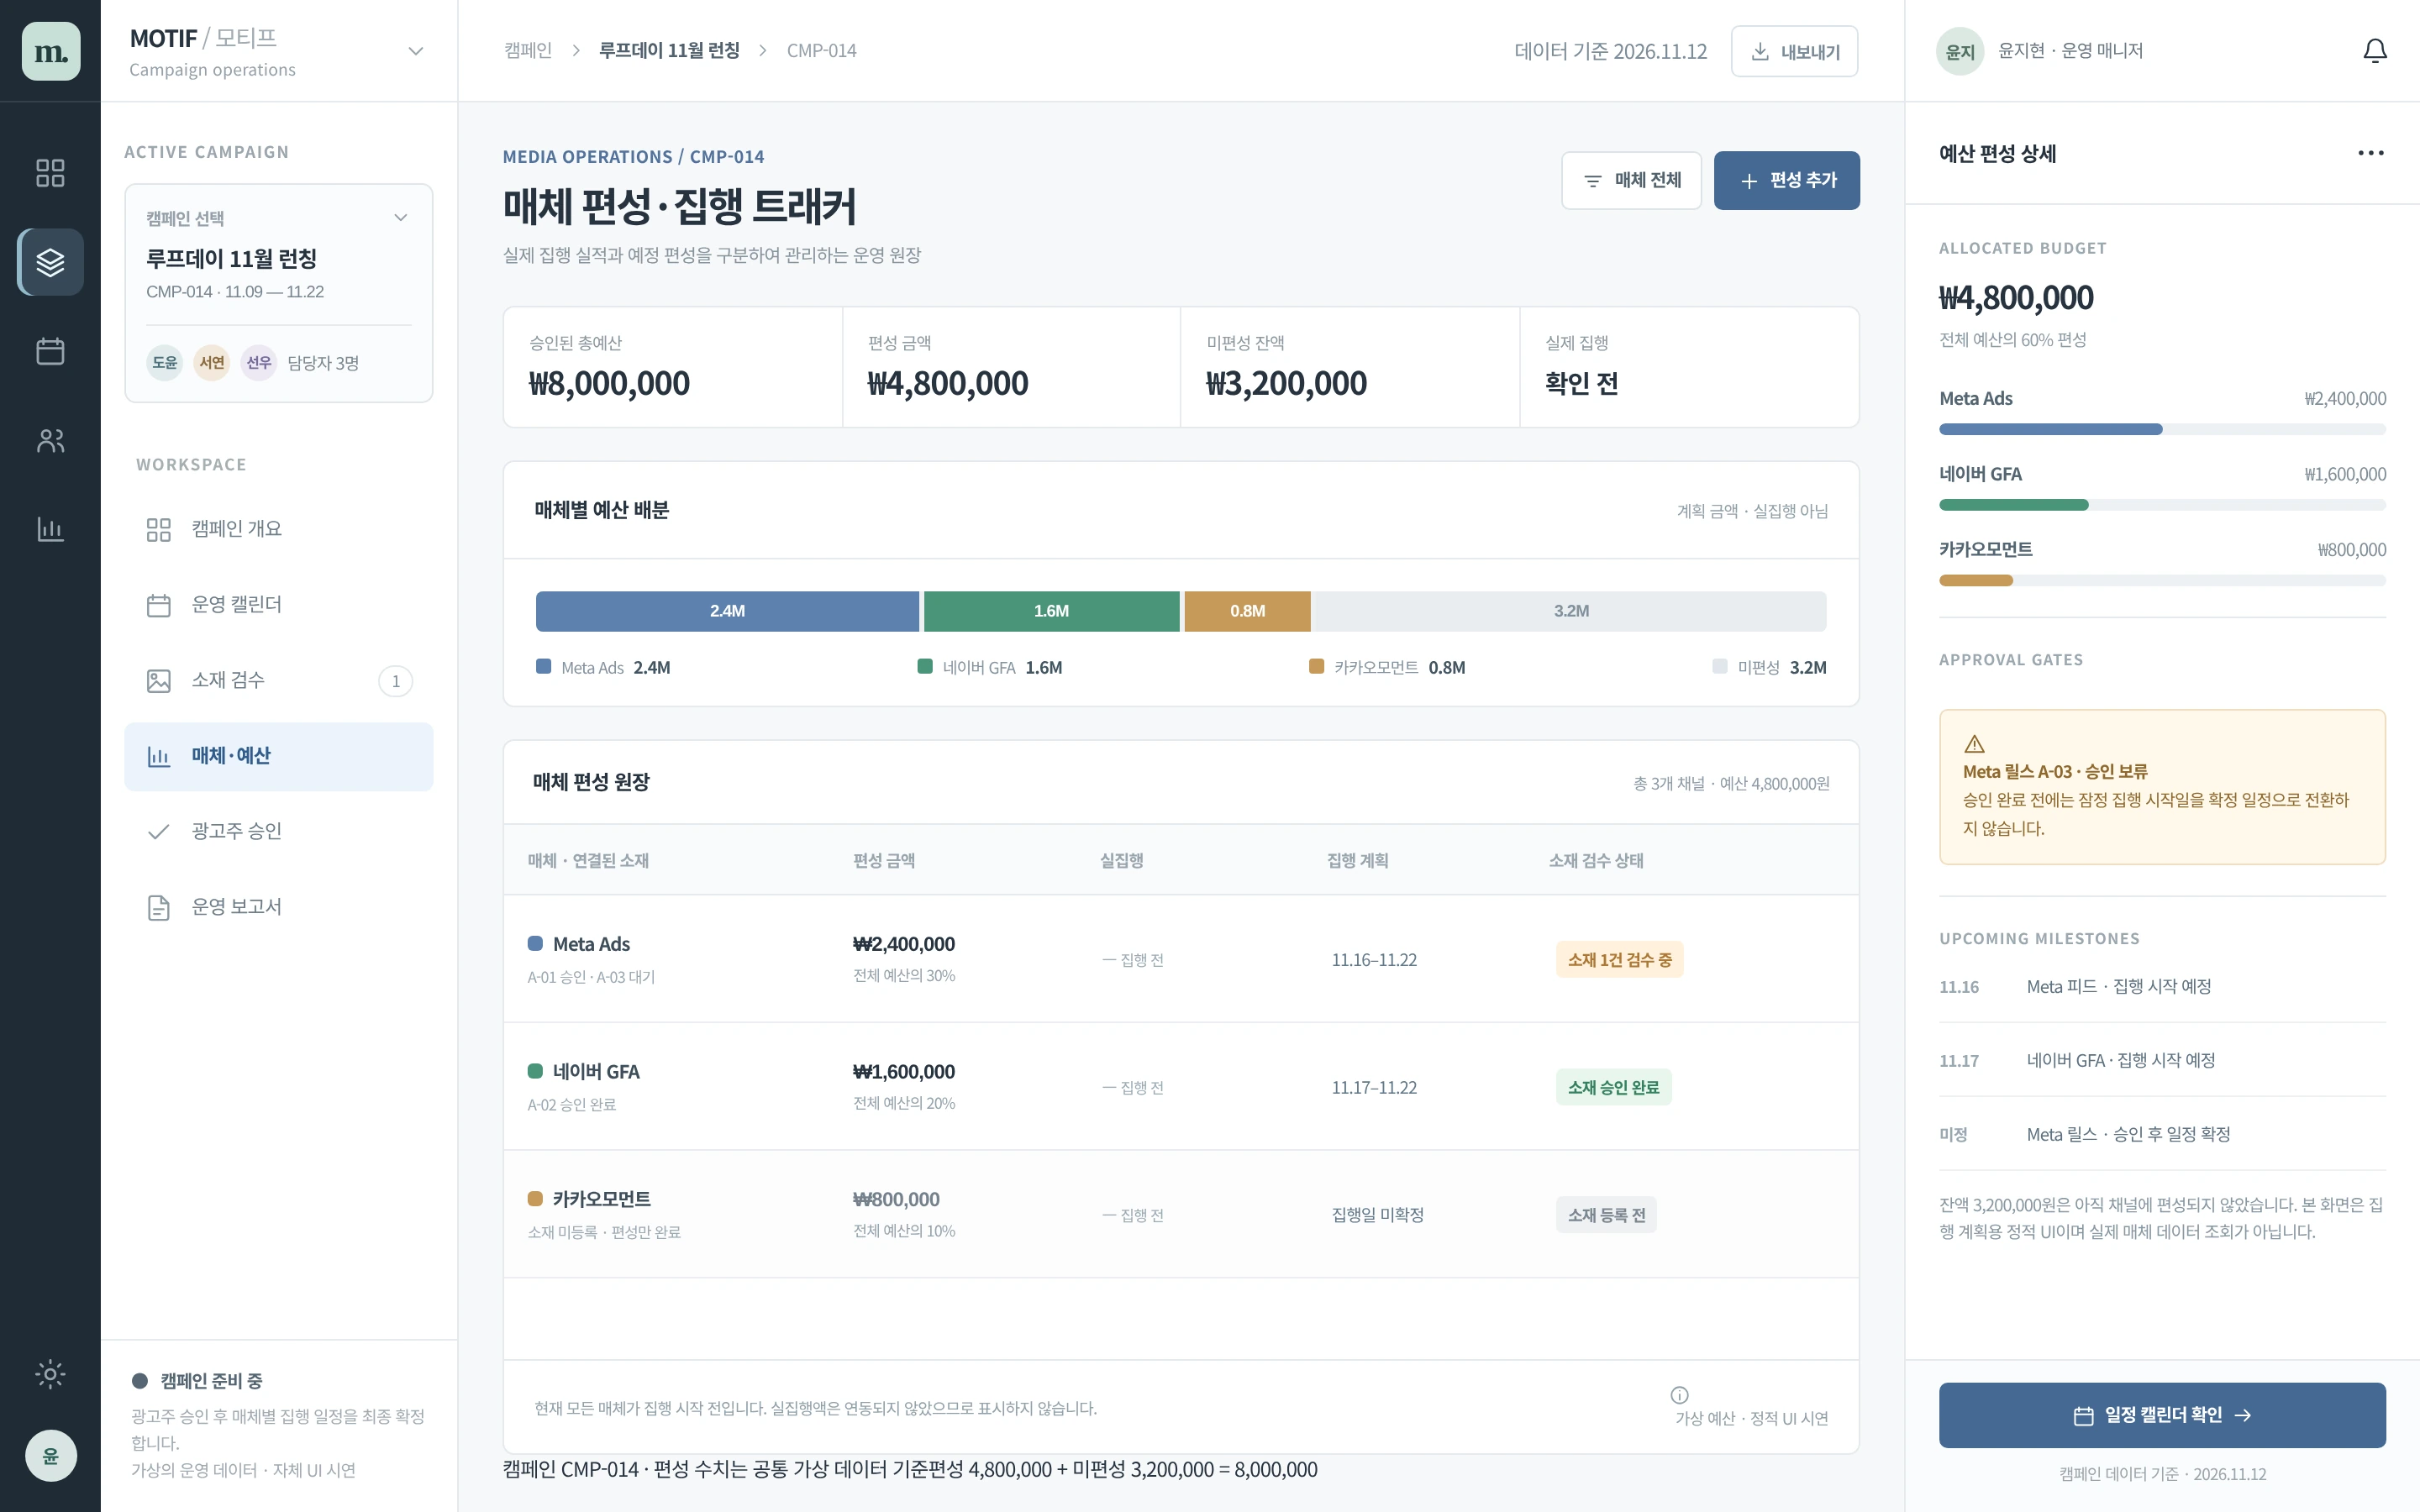 m.
MOTIF / 모티프
Campaign operations
ACTIVE CAMPAIGN
캠페인 선택
루프데이 11월 런칭
CMP-014 · 11.09 — 11.22
도윤 서연 선우 담당자 3명
WORKSPACE
캠페인 개요
운영 캘린더
소재 검수 1
매체·예산
광고주 승인
운영 보고서
캠페인 준비 중
광고주 승인 후 매체별 집행 일정을 최종 확정
합니다.
가상의 운영 데이터 · 자체 UI 시연
윤
캠페인 > 루프데이 11월 런칭 > CMP-014
데이터 기준 2026.11.12 내보내기
MEDIA OPERATIONS / CMP-014
매체 편성·집행 트래커
실제 집행 실적과 예정 편성을 구분하여 관리하는 운영 원장
매체 전체 + 편성 추가
승인된 총예산 편성 금액 미편성 잔액 실제 집행
₩8,000,000 ₩4,800,000 ₩3,200,000 확인 전
매체별 예산 배분 계획 금액 · 실집행 아님
2.4M 1.6M 0.8M 3.2M
Meta Ads 2.4M 네이버 GFA 1.6M 카카오모먼트 0.8M 미편성 3.2M
매체 편성 원장 총 3개 채널 · 예산 4,800,000원
매체 · 연결된 소재 편성 금액 실집행 집행 계획 소재 검수 상태
Meta Ads ₩2,400,000
A-01 승인 · A-03 대기 전체 예산의 30% — 집행 전 11.16–11.22 소재 1건 검수 중
네이버 GFA ₩1,600,000
A-02 승인 완료 전체 예산의 20% — 집행 전 11.17–11.22 소재 승인 완료
카카오모먼트 ₩800,000
소재 미등록 · 편성만 완료 전체 예산의 10% — 집행 전 집행일 미확정 소재 등록 전
현재 모든 매체가 집행 시작 전입니다. 실집행액은 연동되지 않았으므로 표시하지 않습니다.
가상 예산 · 정적 UI 시연
캠페인 CMP-014 · 편성 수치는 공통 가상 데이터 기준편성 4,800,000 + 미편성 3,200,000 = 8,000,000
윤지 윤지현 · 운영 매니저
예산 편성 상세
ALLOCATED BUDGET
₩4,800,000
전체 예산의 60% 편성
Meta Ads ₩2,400,000
네이버 GFA ₩1,600,000
카카오모먼트 ₩800,000
APPROVAL GATES
Meta 릴스 A-03 · 승인 보류
승인 완료 전에는 잠정 집행 시작일을 확정 일정으로 전환하
지 않습니다.
UPCOMING MILESTONES
11.16 Meta 피드 · 집행 시작 예정
11.17 네이버 GFA · 집행 시작 예정
미정 Meta 릴스 · 승인 후 일정 확정
잔액 3,200,000원은 아직 채널에 편성되지 않았습니다. 본 화면은 집
행 계획용 정적 UI이며 실제 매체 데이터 조회가 아닙니다.
일정 캘린더 확인 →
캠페인 데이터 기준 · 2026.11.12